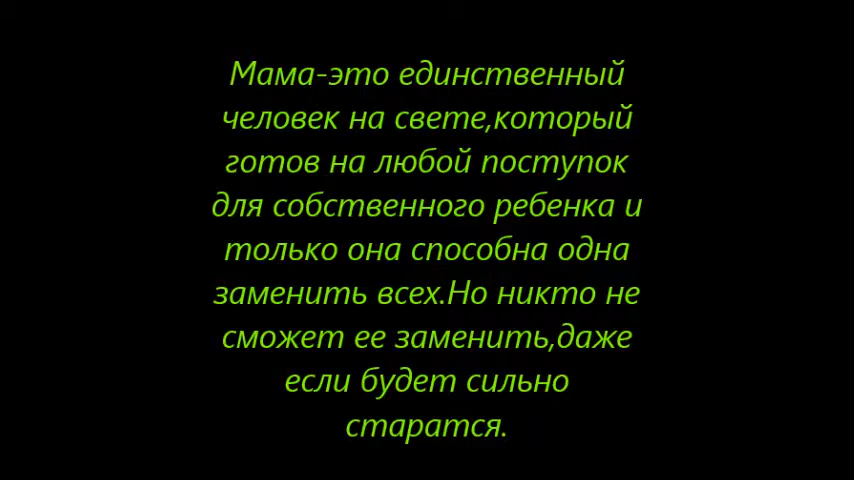 Мама-это единственный
человек на свете,который
готов на любой поступок
для собственного ребенка и
только она способна одна
заменить всех.Но никто не
сможет ее заменить,даже
если будет сильно
старатся.